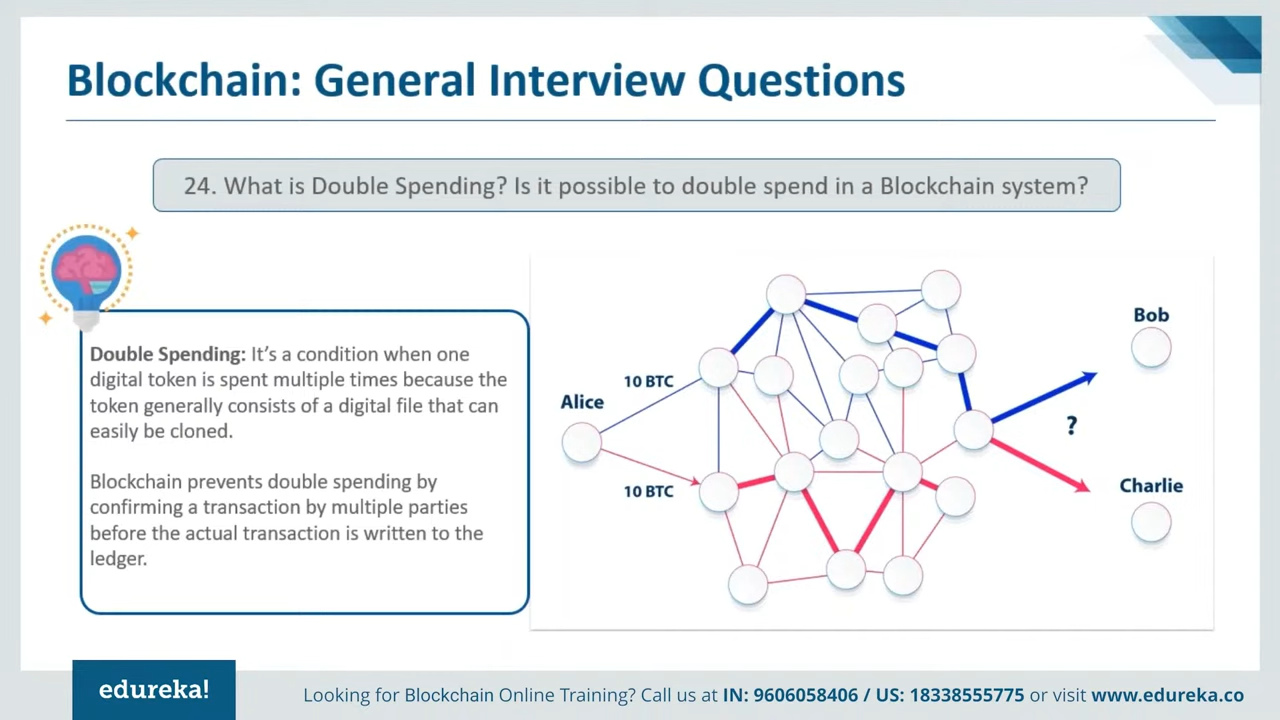 Blockchain: General Interview Questions
24. What is Double Spending? Is it possible to double spend in a Blockchain system?
Double Spending: It’s a condition when one
digital token is spent multiple times because the
token generally consists of a digital file that can
easily be cloned.
Blockchain prevents double spending by
confirming a transaction by multiple parties
before the actual transaction is written to the
ledger.
Alice
10 BTC
10 BTC
Bob
?
Charlie
edureka!
Looking for Blockchain Online Training? Call us at IN: 9606058406 / US: 18338555775 or visit www.edureka.co